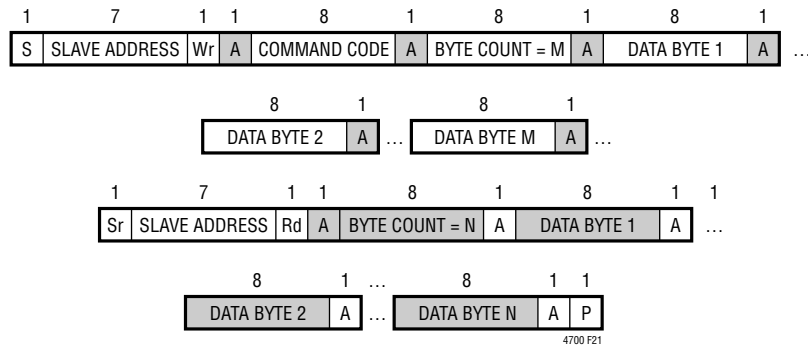 1 7 1 1 8 1 8 1 8 1
S SLAVE ADDRESS Wr A COMMAND CODE A BYTE COUNT = M A DATA BYTE 1 A …
8 1 8 1
DATA BYTE 2 A … DATA BYTE M A …
1 7 1 1 8 1 8 1 1
Sr SLAVE ADDRESS Rd A BYTE COUNT = N A DATA BYTE 1 A …
8 1 … 8 1 1
DATA BYTE 2 A … DATA BYTE N A P
4700 F21